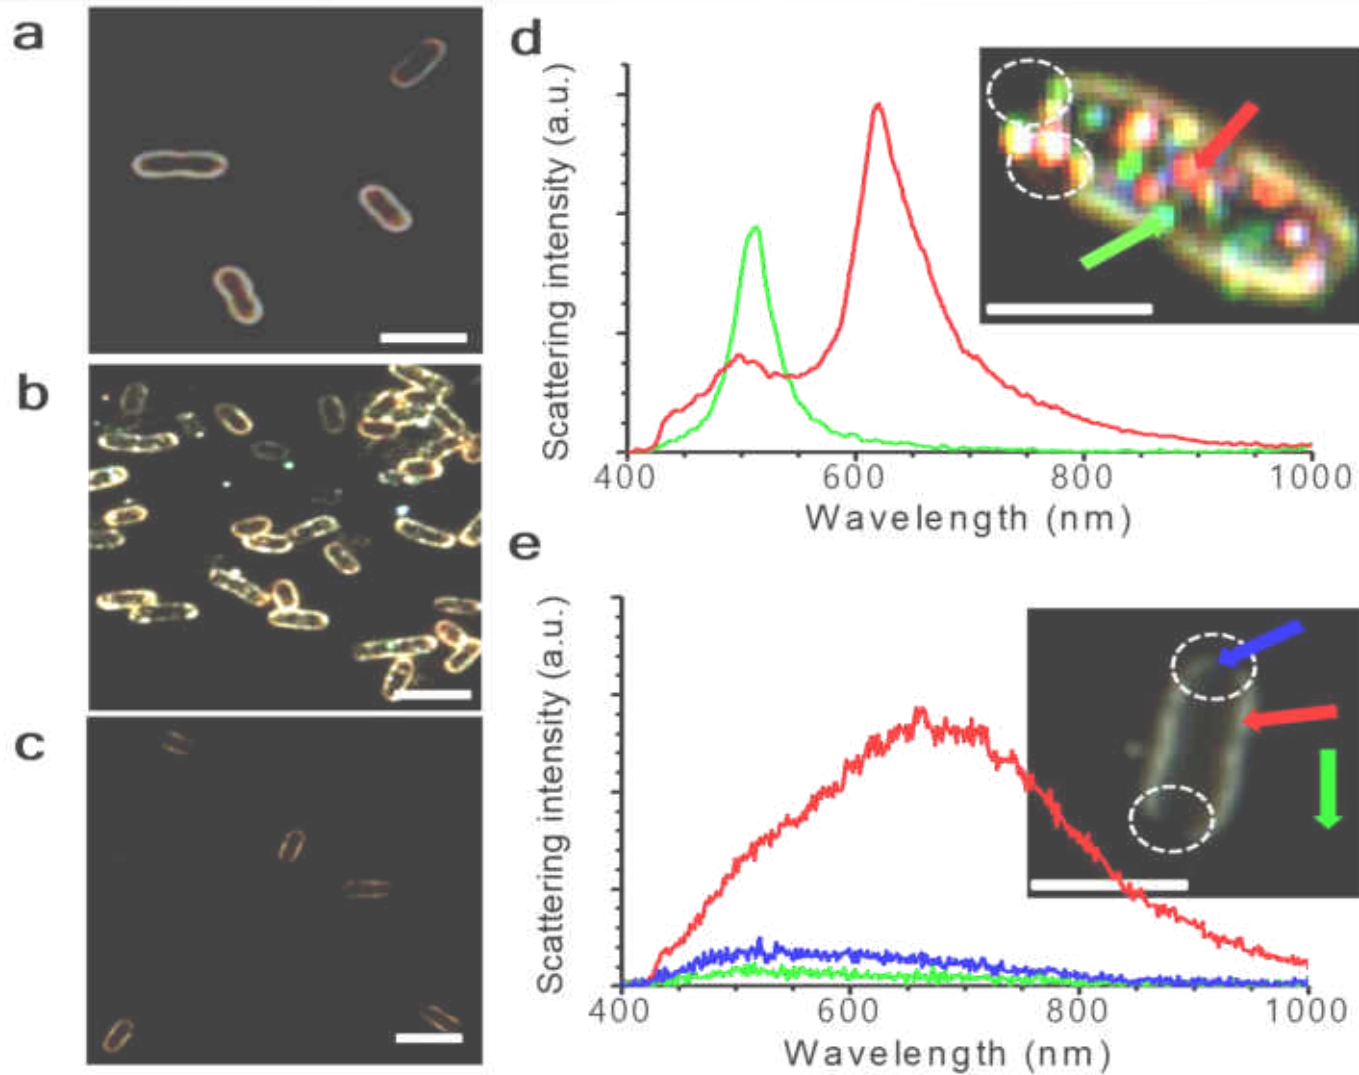 a
b
c
d
Scattering intensity (a.u.)
400
600
800
1000
Wavelength (nm)
e
Scattering intensity (a.u.)
400
600
800
1000
Wavelength (nm)